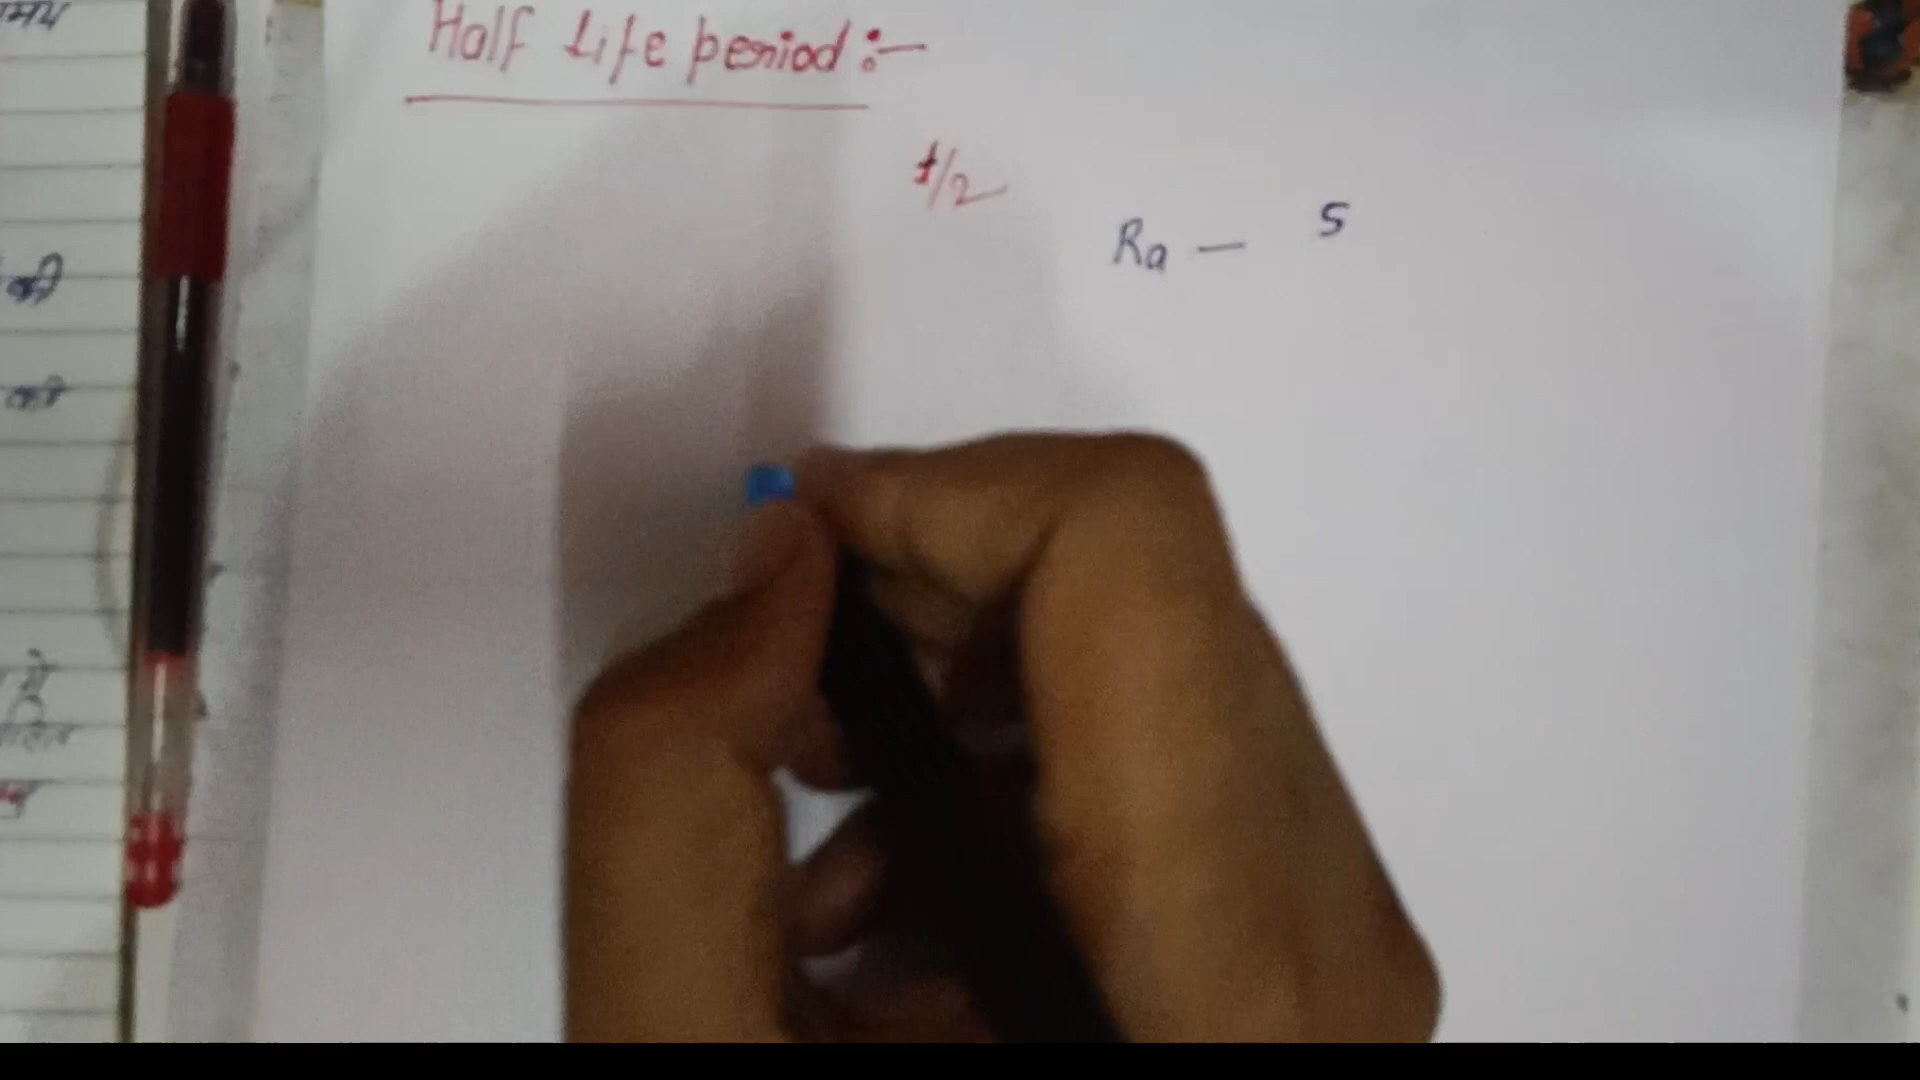 Half Life period :-
t/2
Ra — 5
की
की
में